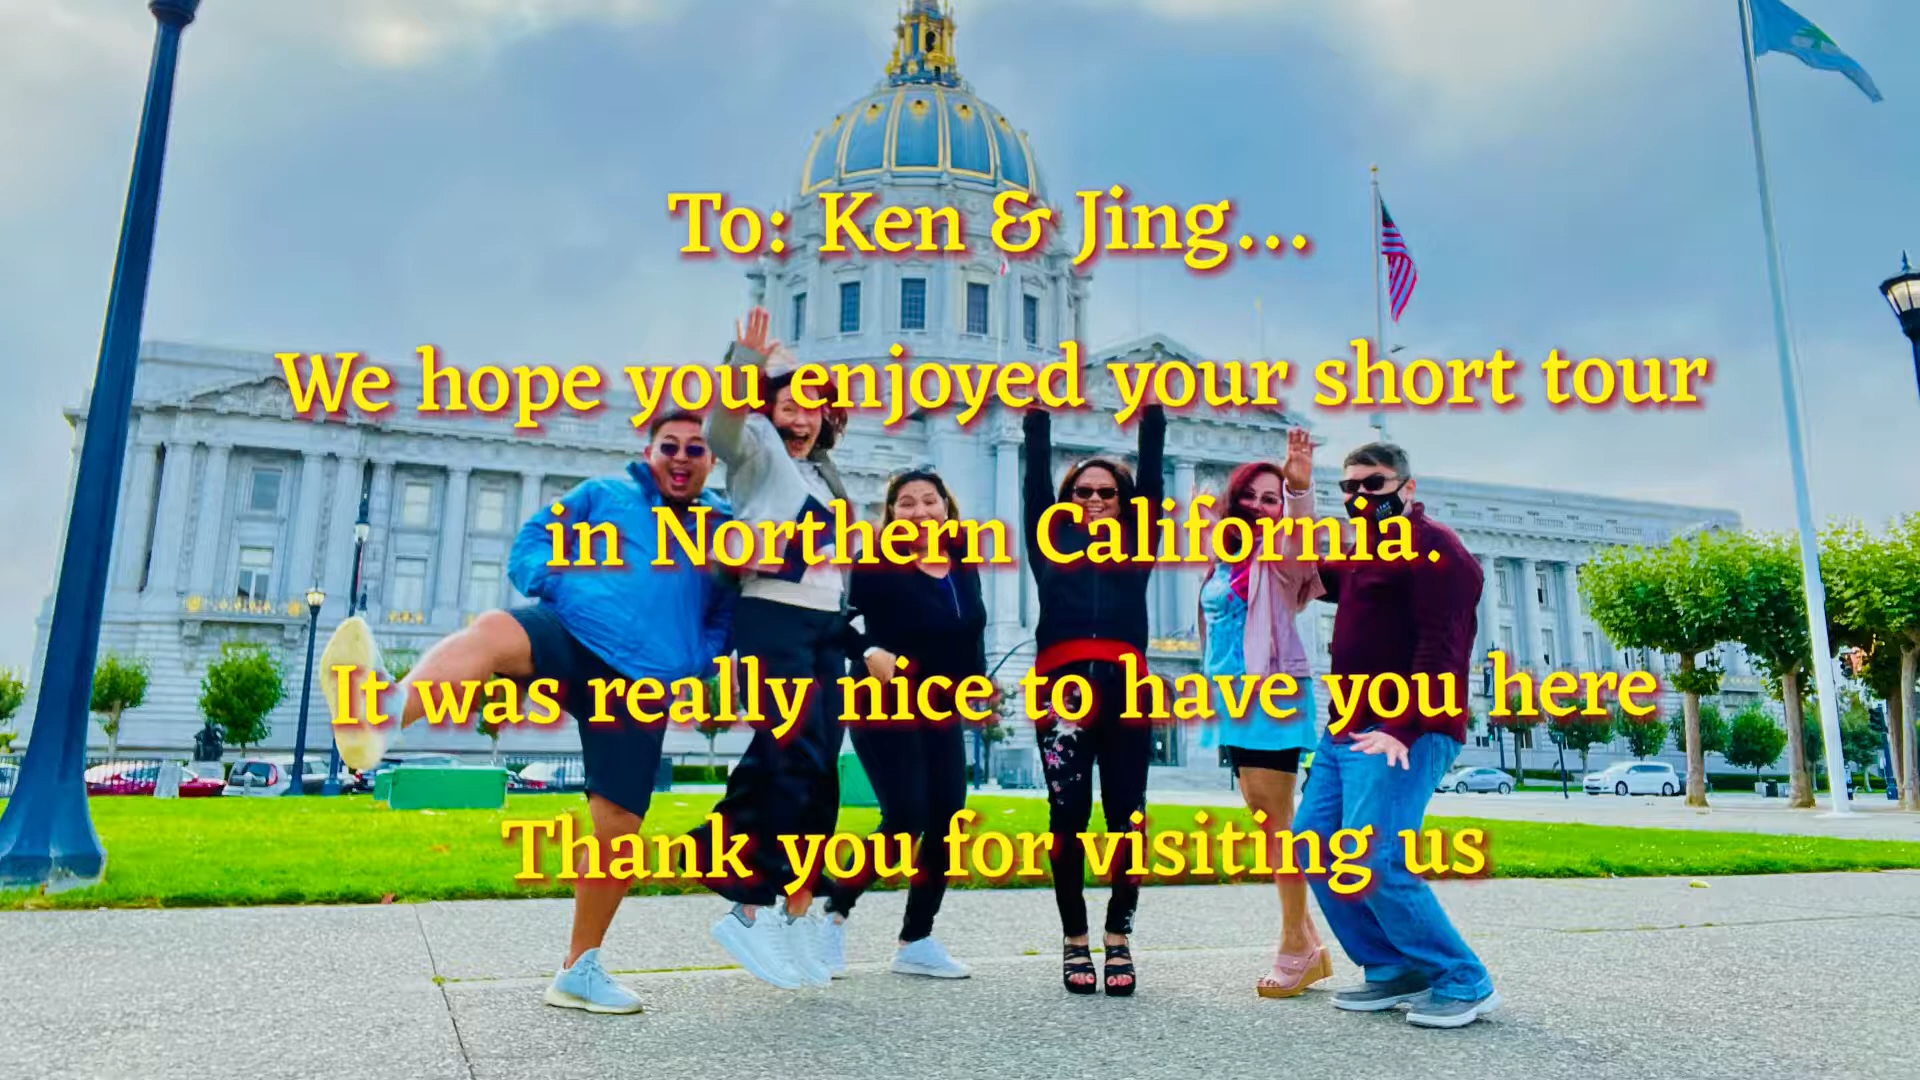 To: Ken & Jing...
We hope you enjoyed your short tour
in Northern California.
It was really nice to have you here
Thank you for visiting us